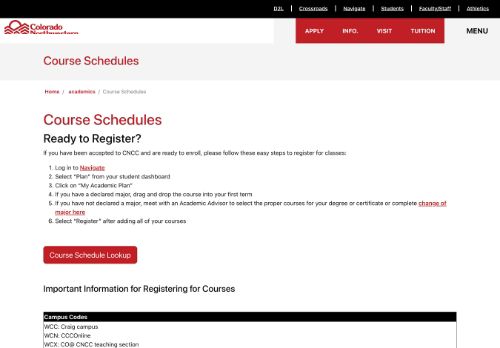 D2L | Crossroads | Navigate | Students | Faculty/Staff | Athletics
Colorado
Northwestern
APPLY INFO. VISIT TUITION MENU
Course Schedules
Home / academics / Course Schedules
Course Schedules
Ready to Register?
If you have been accepted to CNCC and are ready to enroll, please follow these easy steps to register for classes:
1. Log in to Navigate
2. Select "Plan" from your student dashboard
3. Click on "My Academic Plan"
4. If you have a declared major, drag and drop the course into your first term
5. If you have not declared a major, meet with an Academic Advisor to select the proper courses for your degree or certificate or complete change of
major here
6. Select "Register" after adding all of your courses
Course Schedule Lookup
Important Information for Registering for Courses
Campus Codes
WCC: Craig campus
WCN: CCCOnline
WCX: CO@ CNCC teaching section